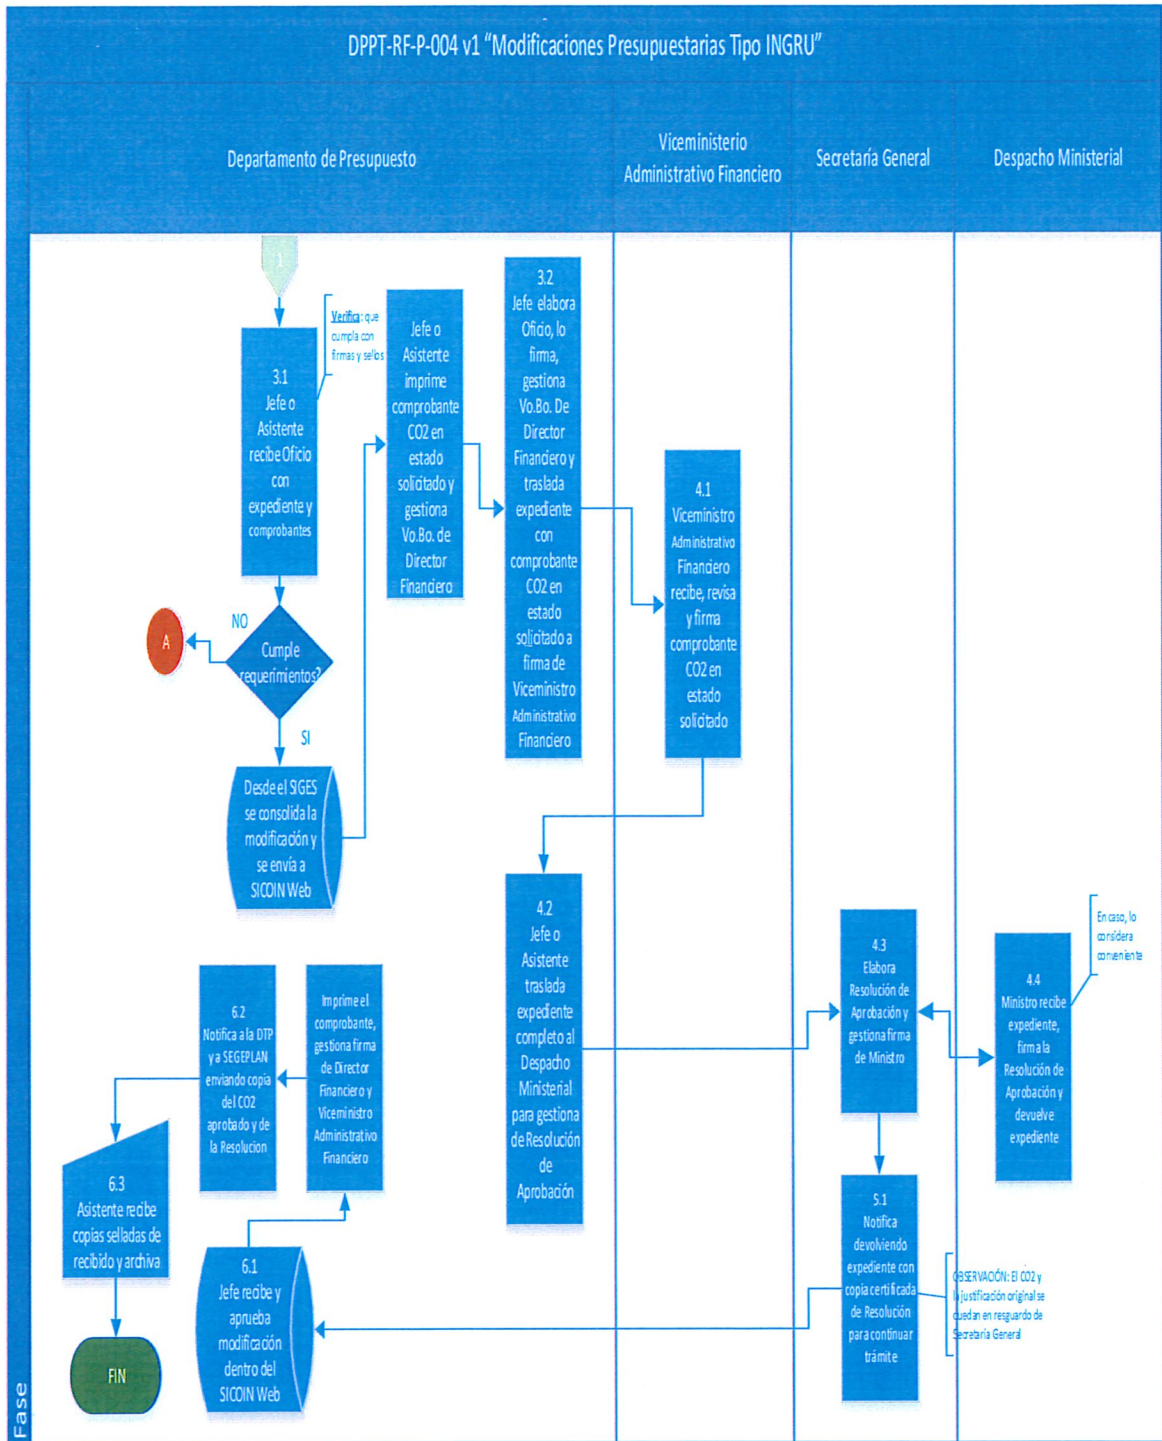 DPPT-RF-P-004 v1 “Modificaciones Presupuestarias Tipo INGRU”
Departamento de Presupuesto
Viceministerio
Administrativo Financiero
Secretaría General
Despacho Ministerial
1
3.1
Jefe o
Asistente
recibe Oficio
con
expediente y
comprobantes
Verifica: que
cumpla con
firmas y sellos
Cumple
requerimientos?
NO
A
SI
Desde el SIGES
se consolida la
modificación y
se envía a
SICOIN Web
Jefe o
Asistente
imprime
comprobante
CO2 en
estado
solicitado y
gestiona
Vo.Bo. de
Director
Financiero
3.2
Jefe elabora
Oficio, lo
firma,
gestiona
Vo.Bo. De
Director
Financiero y
traslada
expediente
con
comprobante
CO2 en
estado
solicitado a
firma de
Viceministro
Administrativo
Financiero
4.1
Viceministro
Administrativo
Financiero
recibe, revisa
y firma
comprobante
CO2 en
estado
solicitado
4.2
Jefe o
Asistente
traslada
expediente
completo al
Despacho
Ministerial
para gestiona
de Resolución
de
Aprobación
4.3
Elabora
Resolución de
Aprobación y
gestiona firma
de Ministro
4.4
Ministro recibe
expediente,
firma la
Resolución de
Aprobación y
devuelve
expediente
En caso, lo
considera
conveniente
5.1
Notifica
devolviendo
expediente con
copia certificada
de Resolución
para continuar
trámite
OBSERVACIÓN: El CO2 y
la justificación original se
quedan en resguardo de
Secretaría General
6.1
Jefe recibe y
aprueba
modificación
dentro del
SICOIN Web
Imprime el
comprobante,
gestiona firma
de Director
Financiero y
Viceministro
Administrativo
Financiero
6.2
Notifica a la DTP
y a SEGEPLAN
enviando copia
del CO2
aprobado y de
la Resolucion
6.3
Asistente recibe
copias selladas de
recibido y archiva
FIN
Fase